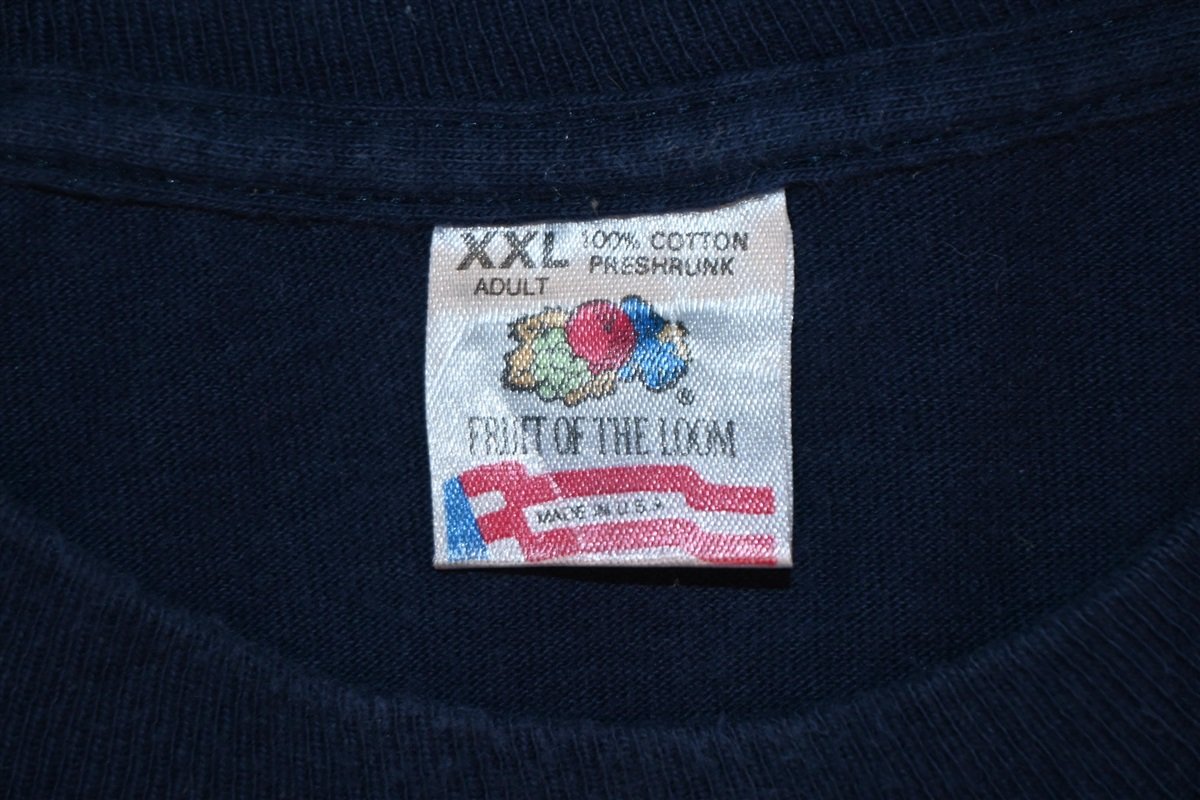 XXL 100% COTTON
ADULT PRESHRUNK
®
FRUIT OF THE LOOM
MADE IN U.S.A